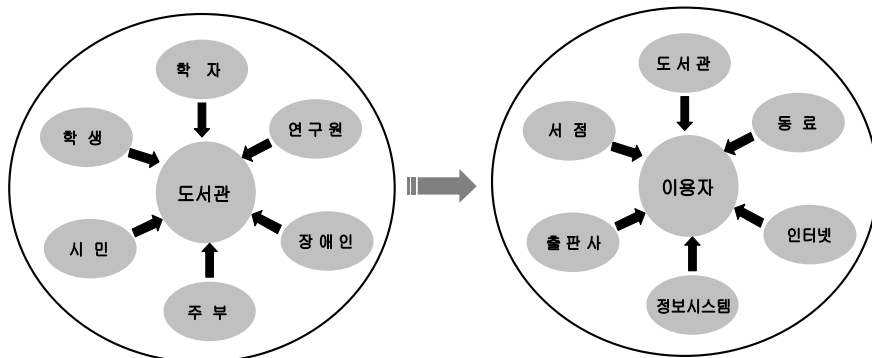 학 자
학 생
연 구 원
도서관
시 민
장 애 인
주 부
도 서 관
서 점
동 료
이용자
출 판 사
인터넷
정보시스템